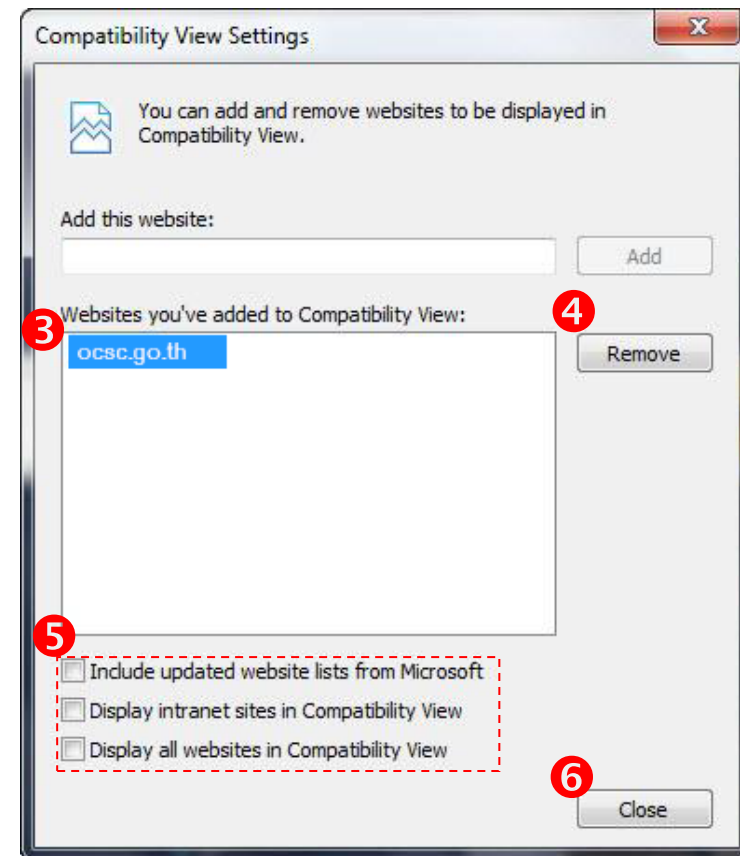 Compatibility View Settings
You can add and remove websites to be displayed in
Compatibility View.
Add this website:
Add
Websites you've added to Compatibility View:
3
4
ocsc.go.th
Remove
5
Include updated website lists from Microsoft
Display intranet sites in Compatibility View
Display all websites in Compatibility View
6
Close